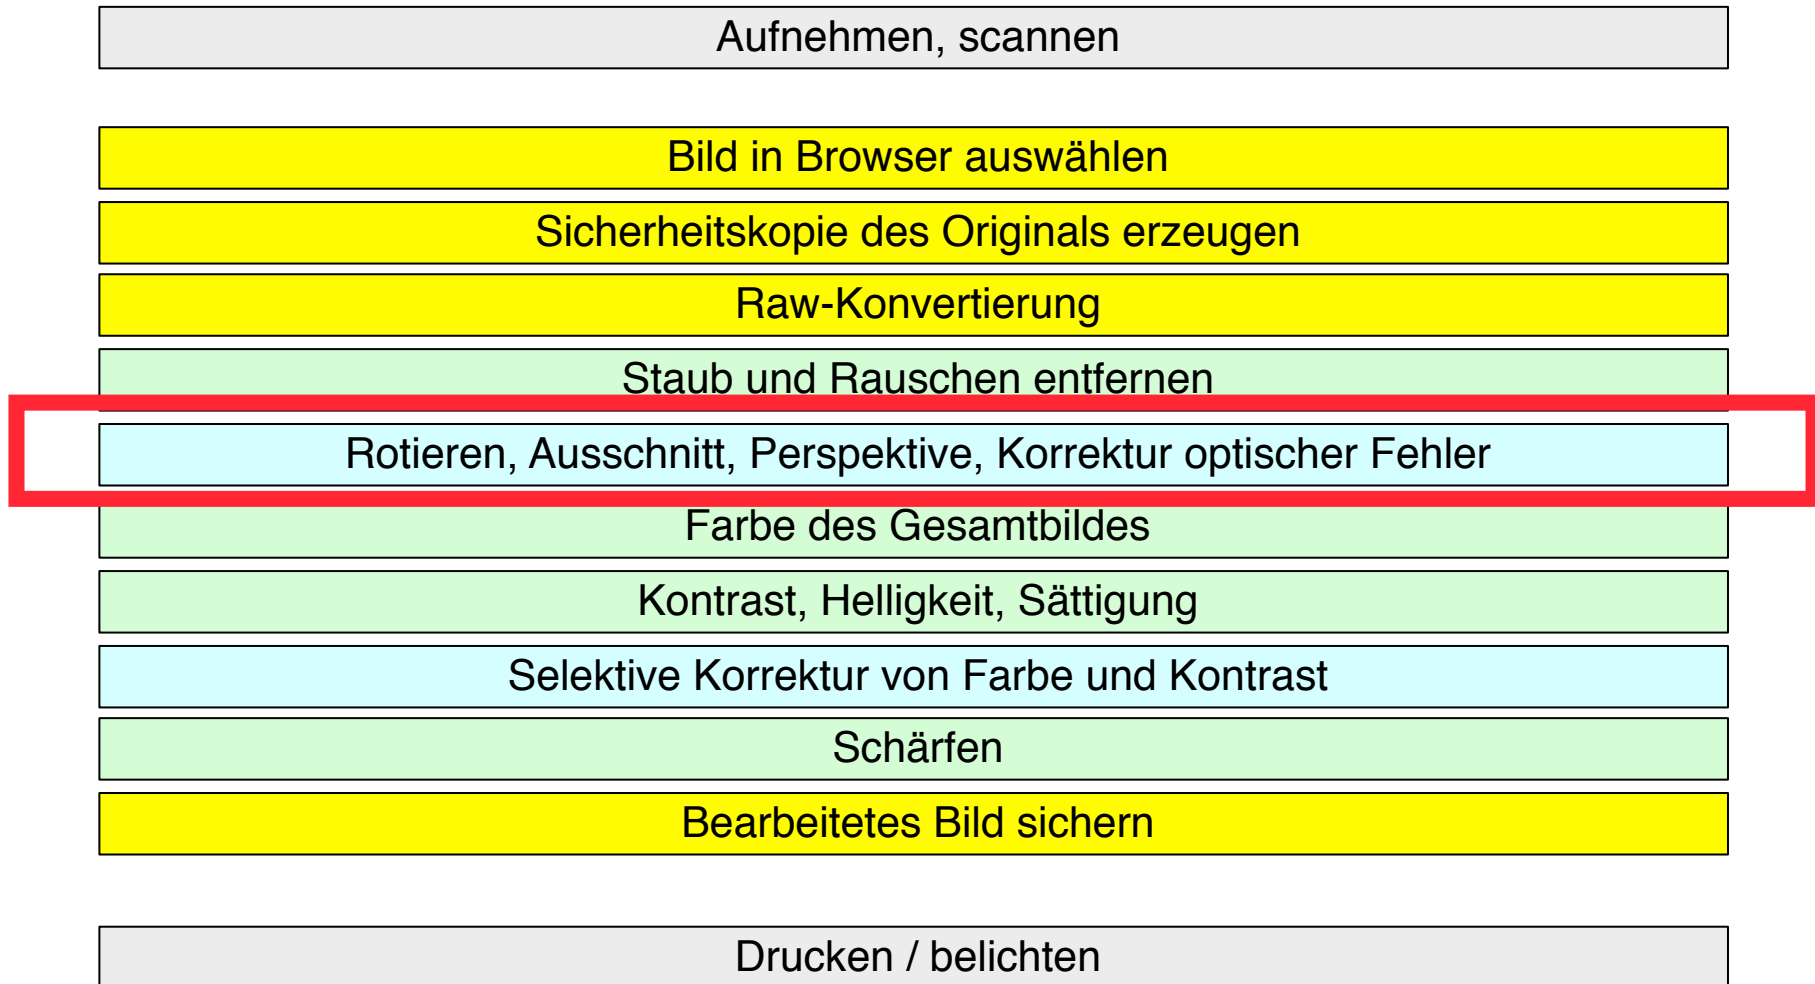 Aufnehmen, scannen
Bild in Browser auswählen
Sicherheitskopie des Originals erzeugen
Raw-Konvertierung
Staub und Rauschen entfernen
Rotieren, Ausschnitt, Perspektive, Korrektur optischer Fehler
Farbe des Gesamtbildes
Kontrast, Helligkeit, Sättigung
Selektive Korrektur von Farbe und Kontrast
Schärfen
Bearbeitetes Bild sichern
Drucken / belichten